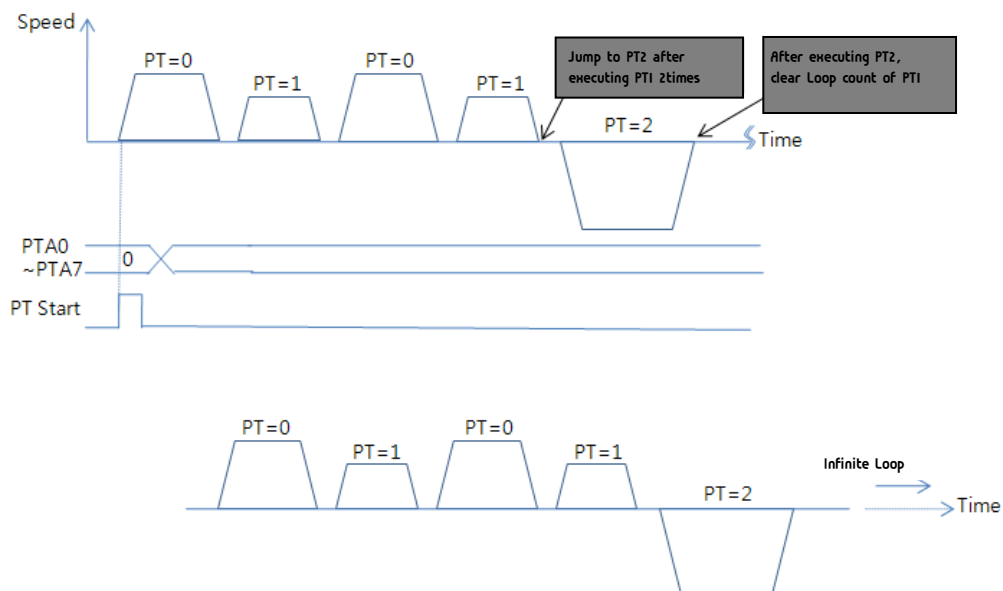 Speed
PT=0
PT=1
PT=0
PT=1
Jump to PT2 after
executing PT1 2times
After executing PT2,
clear Loop count of PT1
PT=2
Time
PTA0
~PTA7
0
PT Start
PT=0
PT=1
PT=0
PT=1
PT=2
Infinite Loop
Time